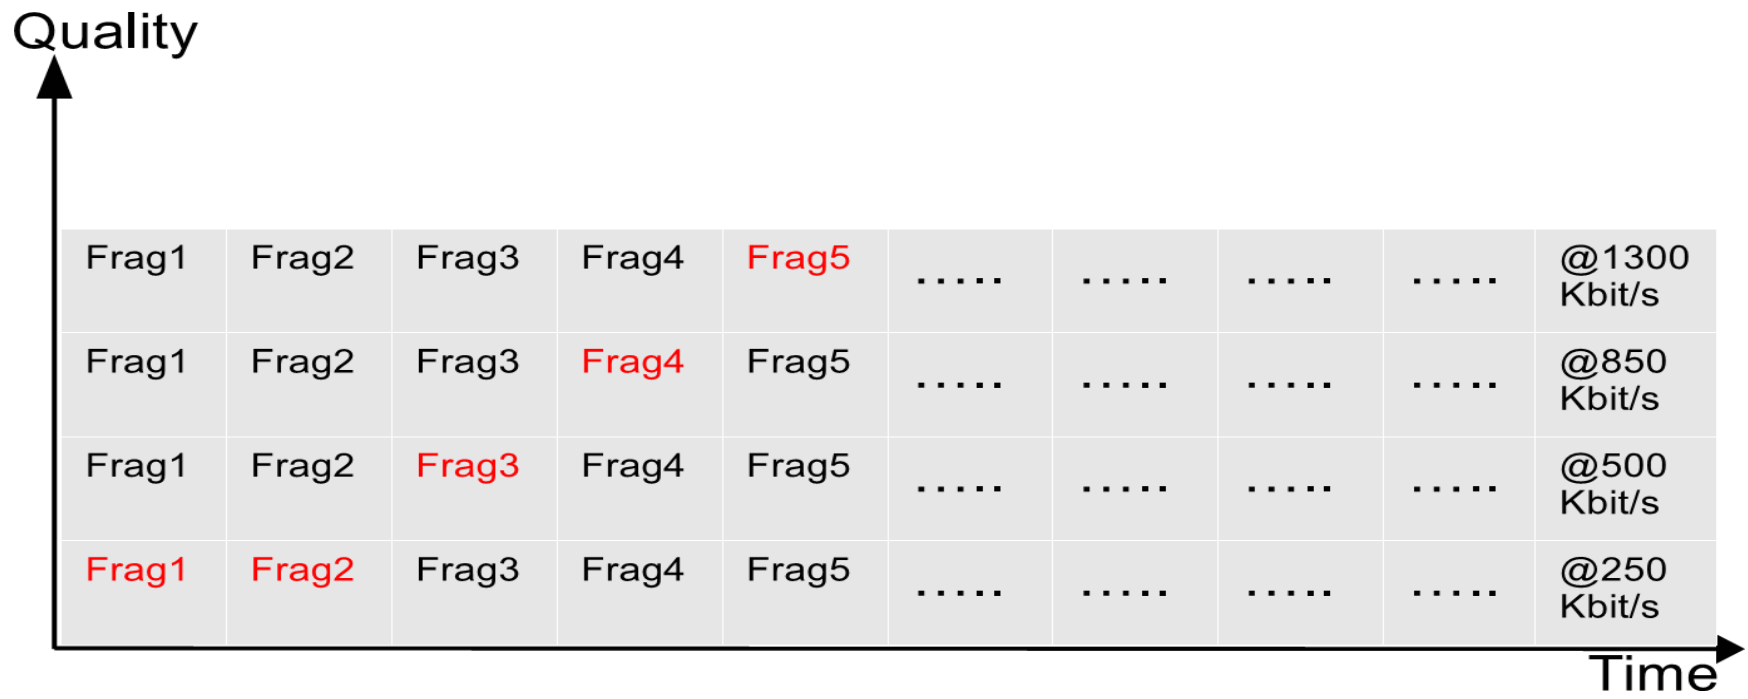 Quality
Frag1 Frag2 Frag3 Frag4 Frag5 ..... ..... ..... ..... @1300
Kbit/s
Frag1 Frag2 Frag3 Frag4 Frag5 ..... ..... ..... ..... @850
Kbit/s
Frag1 Frag2 Frag3 Frag4 Frag5 ..... ..... ..... ..... @500
Kbit/s
Frag1 Frag2 Frag3 Frag4 Frag5 ..... ..... ..... ..... @250
Kbit/s
Time